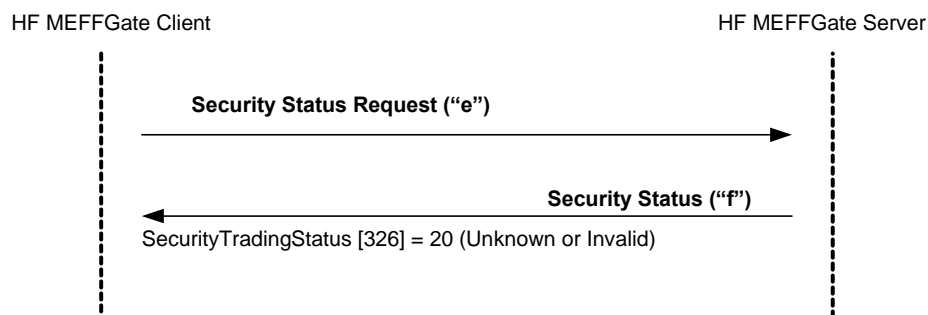 HF MEFFGate Client
HF MEFFGate Server
Security Status Request (“e”)
Security Status (“f”)
SecurityTradingStatus [326] = 20 (Unknown or Invalid)